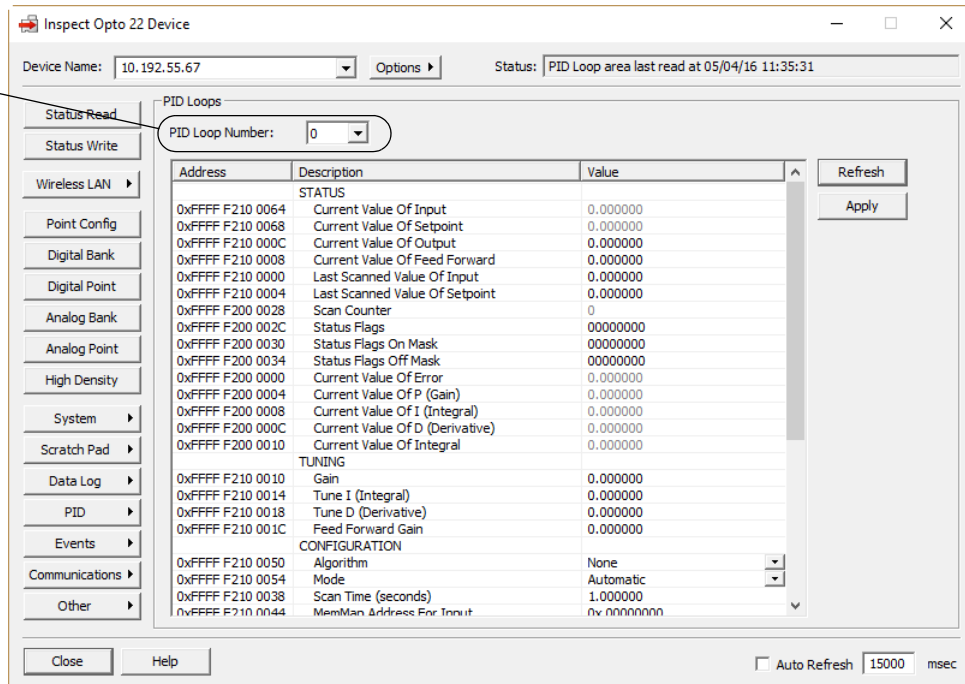 Inspect Opto 22 Device
Device Name: 10.192.55.67 Options Status: PID Loop area last read at 05/04/16 11:35:31
Status Read
Status Write
Wireless LAN
Point Config
Digital Bank
Digital Point
Analog Bank
Analog Point
High Density
System
Scratch Pad
Data Log
PID
Events
Communications
Other
PID Loops
PID Loop Number: 0
Address Description Value
STATUS
0xFFFF F210 0064 Current Value Of Input 0.000000
0xFFFF F210 0068 Current Value Of Setpoint 0.000000
0xFFFF F210 000C Current Value Of Output 0.000000
0xFFFF F210 0008 Current Value Of Feed Forward 0.000000
0xFFFF F210 0000 Last Scanned Value Of Input 0.000000
0xFFFF F210 0004 Last Scanned Value Of Setpoint 0.000000
0xFFFF F200 0028 Scan Counter 0
0xFFFF F200 002C Status Flags 00000000
0xFFFF F200 0030 Status Flags On Mask 00000000
0xFFFF F200 0034 Status Flags Off Mask 00000000
0xFFFF F200 0000 Current Value Of Error 0.000000
0xFFFF F200 0004 Current Value Of P (Gain) 0.000000
0xFFFF F200 0008 Current Value Of I (Integral) 0.000000
0xFFFF F200 000C Current Value Of D (Derivative) 0.000000
0xFFFF F200 0010 Current Value Of Integral 0.000000
TUNING
0xFFFF F210 0010 Gain 0.000000
0xFFFF F210 0014 Tune I (Integral) 0.000000
0xFFFF F210 0018 Tune D (Derivative) 0.000000
0xFFFF F210 001C Feed Forward Gain 0.000000
CONFIGURATION
0xFFFF F210 0050 Algorithm None
0xFFFF F210 0054 Mode Automatic
0xFFFF F210 0038 Scan Time (seconds) 1.000000
0xFFFF F210 0044 MemMap Address For Input 0x 00000000
Refresh
Apply
Close Help Auto Refresh 15000 msec